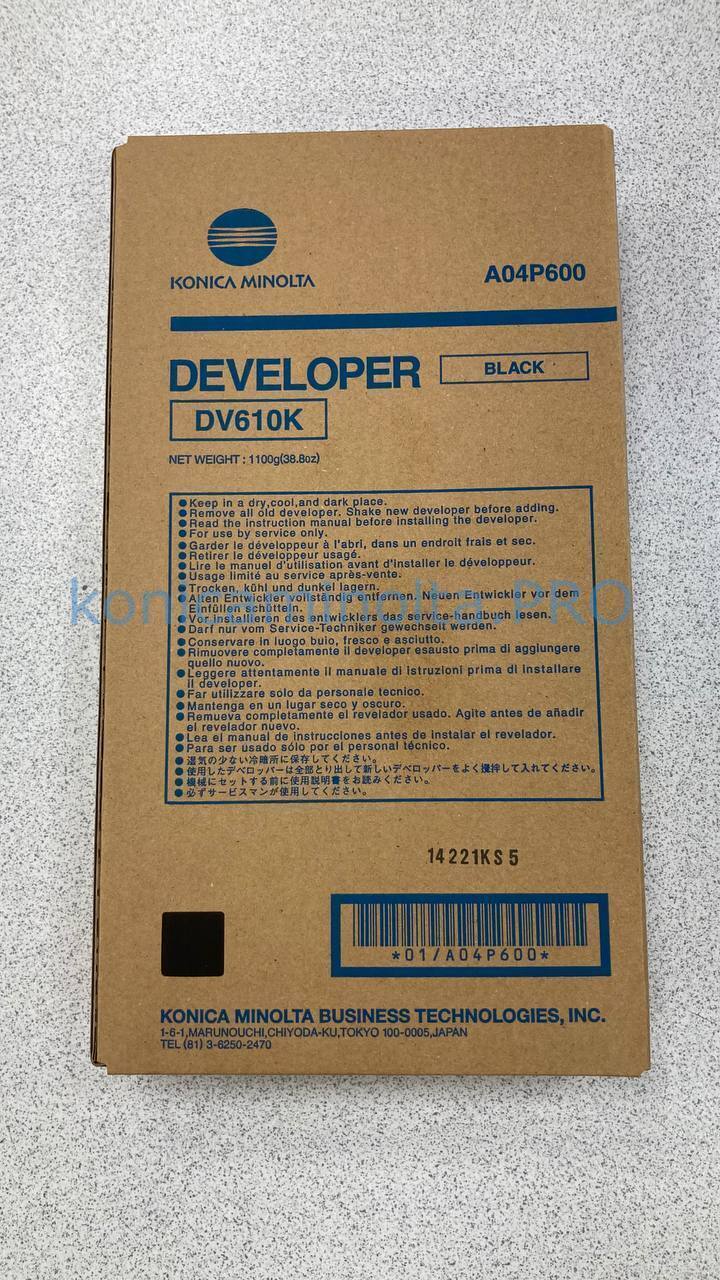 KONICA MINOLTA
A04P600
DEVELOPER
BLACK
DV610K
NET WEIGHT : 1100g(38.8oz)
●Keep in a dry,cool,and dark place.
●Remove all old developer. Shake new developer before adding.
●Read the instruction manual before installing the developer.
●For use by service only.
●Garder le développeur à l'abri, dans un endroit frais et sec.
●Retirer le développeur usagé.
●Lire le manuel d'utilisation avant d'installer le développeur.
●Usage limité au service après-vente.
●Trocken, kühl und dunkel lagern.
●Alten Entwickler vollständig entfernen. Neuen Entwickler vor dem
Einfüllen schütteln.
●Vor installieren des entwicklers das service-handbuch lesen.
●Darf nur vom Service-Techniker gewechselt werden.
●Conservare in luogo buio, fresco e asciutto.
●Rimuovere completamente il developer esausto prima di aggiungere
quello nuovo.
●Leggere attentamente il manuale di istruzioni prima di installare
il developer.
●Far utilizzare solo da personale tecnico.
●Mantenga en un lugar seco y oscuro.
●Remueva completamente el revelador usado. Agite antes de añadir
el revelador nuevo.
●Lea el manual de instrucciones antes de instalar el revelador.
●Para ser usado sólo por el personal técnico.
●湿気の少ない冷暗所に保存してください。
●使用したデベロッパーは全部とり出して新しいデベロッパーをよく攪拌して入れてください。
●機械にセットする前に使用説明書をお読みください。
●必ずサービスマンが使用してください。
konicaminolta.PRO
14221KS5
*01/A04P600*
KONICA MINOLTA BUSINESS TECHNOLOGIES, INC.
1-6-1,MARUNOUCHI,CHIYODA-KU,TOKYO 100-0005,JAPAN
TEL (81) 3-6250-2470